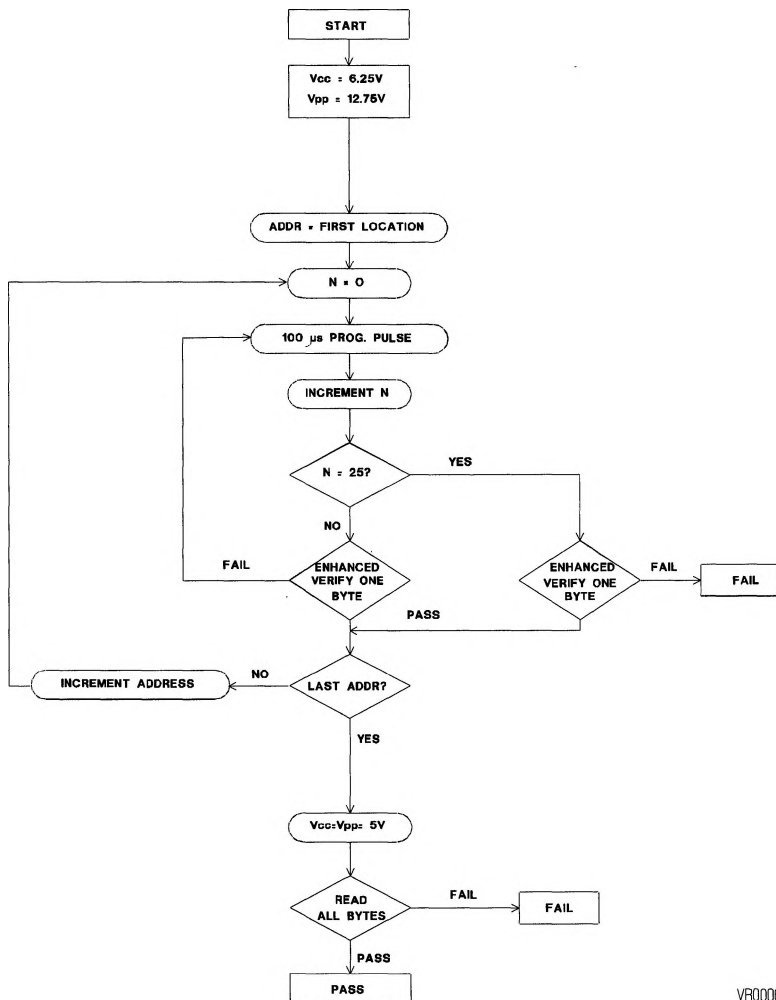 START
Vcc = 6.25V
Vpp = 12.75V
ADDR = FIRST LOCATION
N = 0
100 µs PROG. PULSE
INCREMENT N
N = 25?
YES
NO
FAIL
ENHANCED
VERIFY ONE
BYTE
ENHANCED
VERIFY ONE
BYTE
FAIL
FAIL
PASS
INCREMENT ADDRESS
NO
LAST ADDR?
YES
Vcc=Vpp= 5V
READ
ALL BYTES
FAIL
FAIL
PASS
PASS